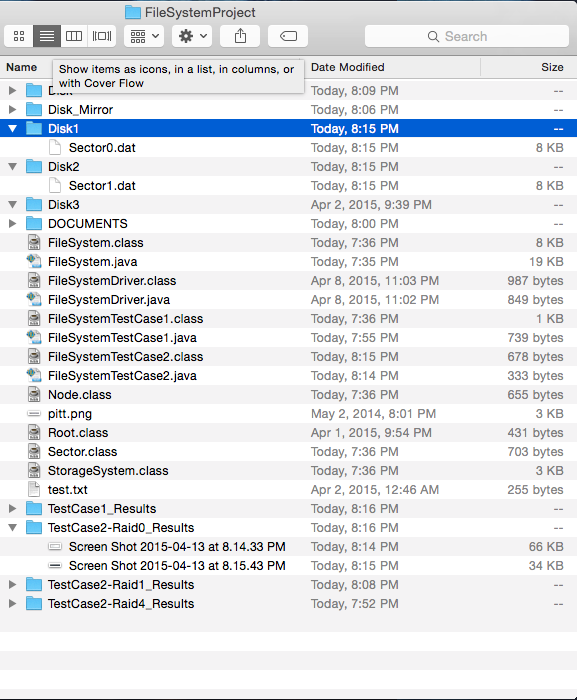 FileSystemProject
Search
Name Date Modified Size
Show items as icons, in a list, in columns, or
with Cover Flow
Disk Today, 8:09 PM --
Disk_Mirror Today, 8:06 PM --
Disk1 Today, 8:15 PM --
Sector0.dat Today, 8:15 PM 8 KB
Disk2 Today, 8:15 PM --
Sector1.dat Today, 8:15 PM 8 KB
Disk3 Apr 2, 2015, 9:39 PM --
DOCUMENTS Today, 8:00 PM --
FileSystem.class Today, 7:36 PM 8 KB
FileSystem.java Today, 7:35 PM 19 KB
FileSystemDriver.class Apr 8, 2015, 11:03 PM 987 bytes
FileSystemDriver.java Apr 8, 2015, 11:02 PM 849 bytes
FileSystemTestCase1.class Today, 7:36 PM 1 KB
FileSystemTestCase1.java Today, 7:55 PM 739 bytes
FileSystemTestCase2.class Today, 8:15 PM 678 bytes
FileSystemTestCase2.java Today, 8:14 PM 333 bytes
Node.class Today, 7:36 PM 655 bytes
pitt.png May 2, 2014, 8:01 PM 3 KB
Root.class Apr 1, 2015, 9:54 PM 431 bytes
Sector.class Today, 7:36 PM 703 bytes
StorageSystem.class Today, 7:36 PM 3 KB
test.txt Apr 2, 2015, 12:46 AM 255 bytes
TestCase1_Results Today, 8:16 PM --
TestCase2-Raid0_Results Today, 8:16 PM --
Screen Shot 2015-04-13 at 8.14.33 PM Today, 8:14 PM 66 KB
Screen Shot 2015-04-13 at 8.15.43 PM Today, 8:15 PM 34 KB
TestCase2-Raid1_Results Today, 8:08 PM --
TestCase2-Raid4_Results Today, 7:52 PM --